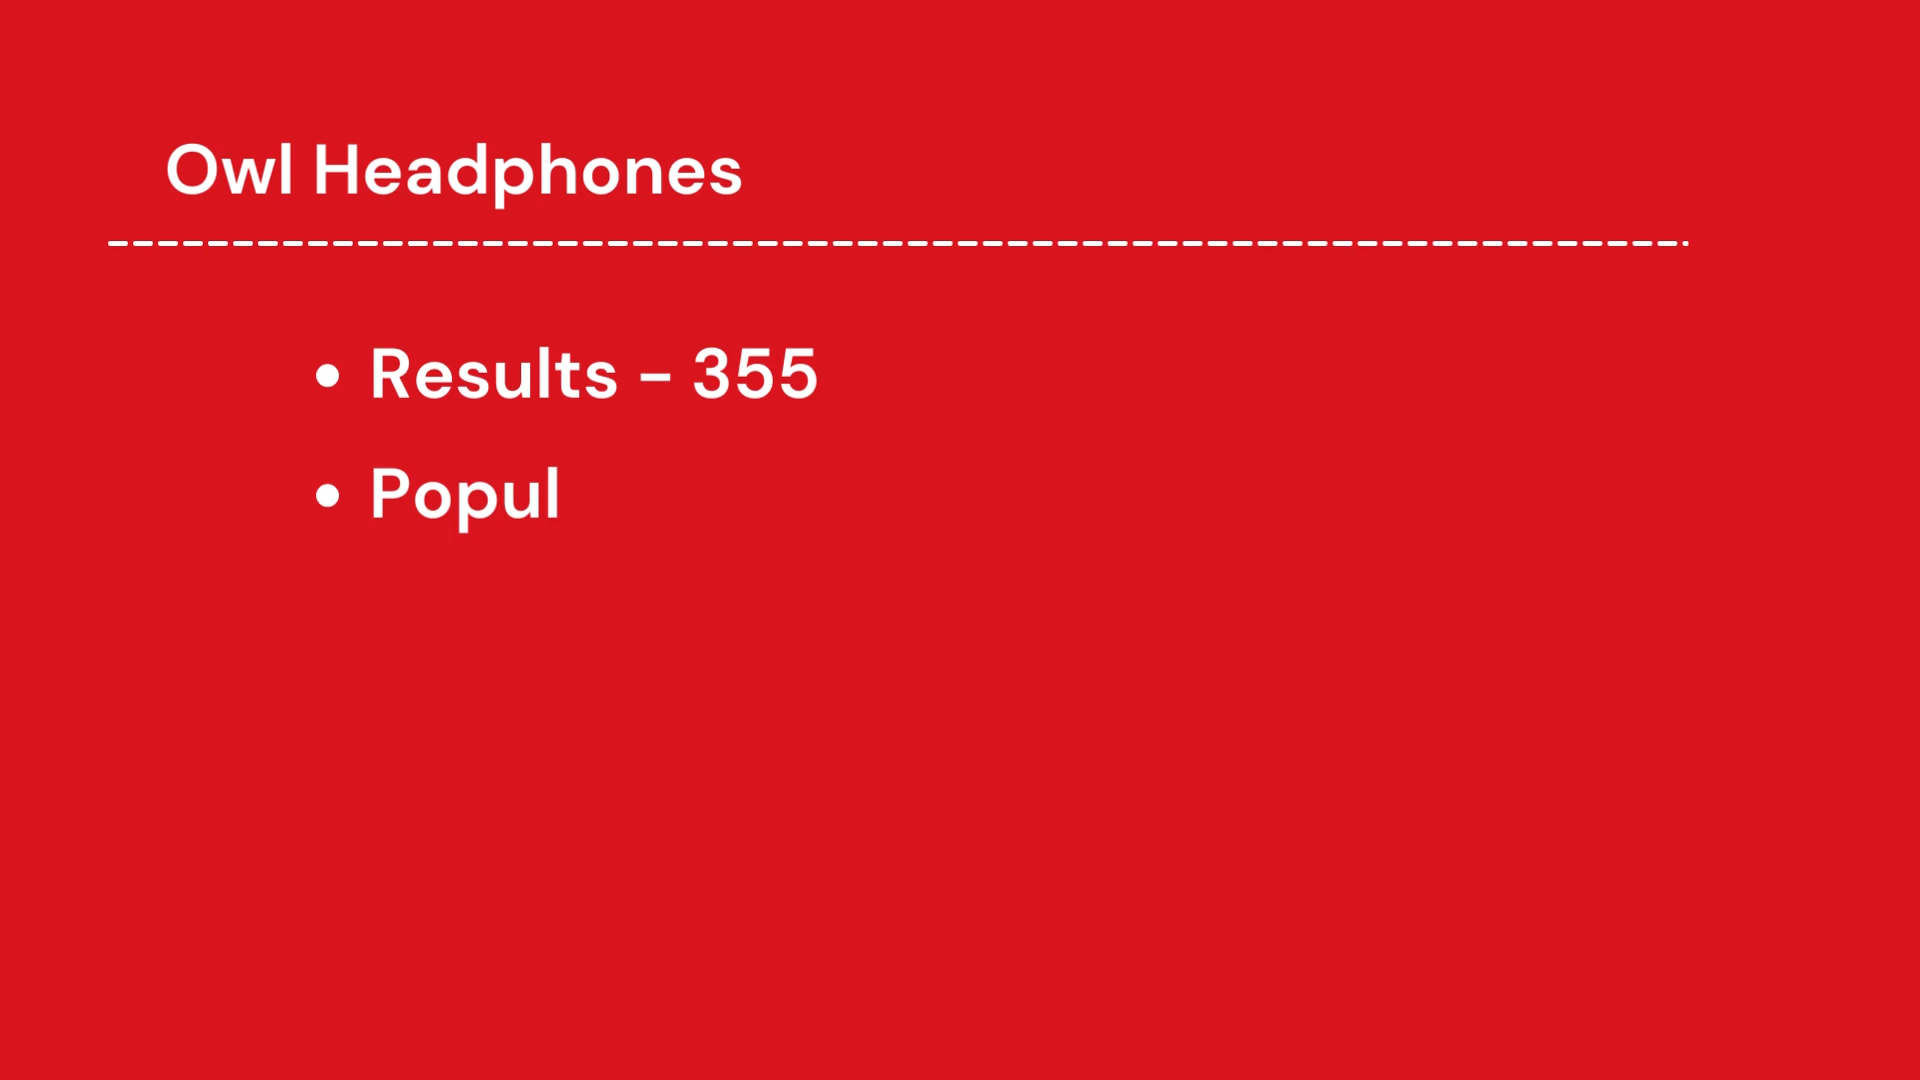 Owl Headphones
• Results - 355
• Popul